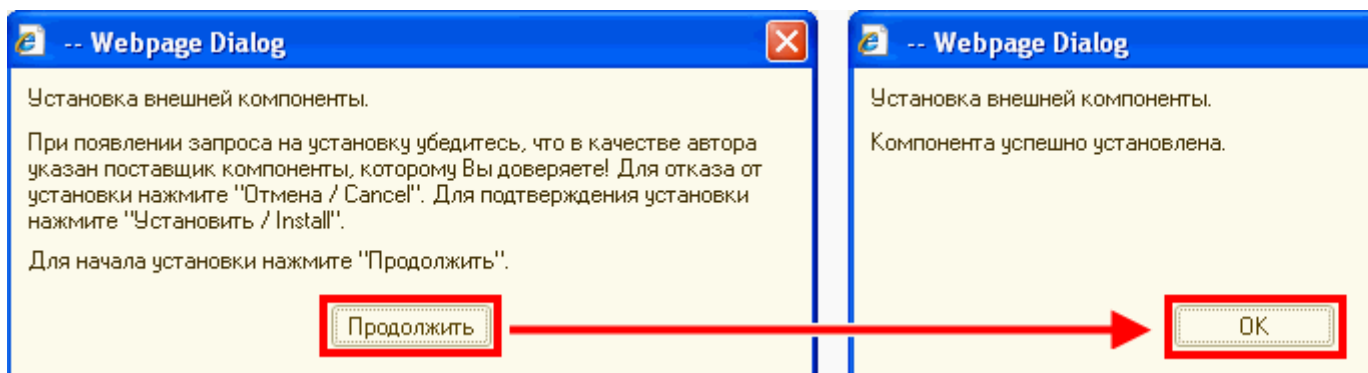 -- Webpage Dialog
Установка внешней компоненты.
При появлении запроса на установку убедитесь, что в качестве автора
указан поставщик компоненты, которому Вы доверяете! Для отказа от
установки нажмите "Отмена / Cancel". Для подтверждения установки
нажмите "Установить / Install".
Для начала установки нажмите "Продолжить".
Продолжить
-- Webpage Dialog
Установка внешней компоненты.
Компонента успешно установлена.
OK